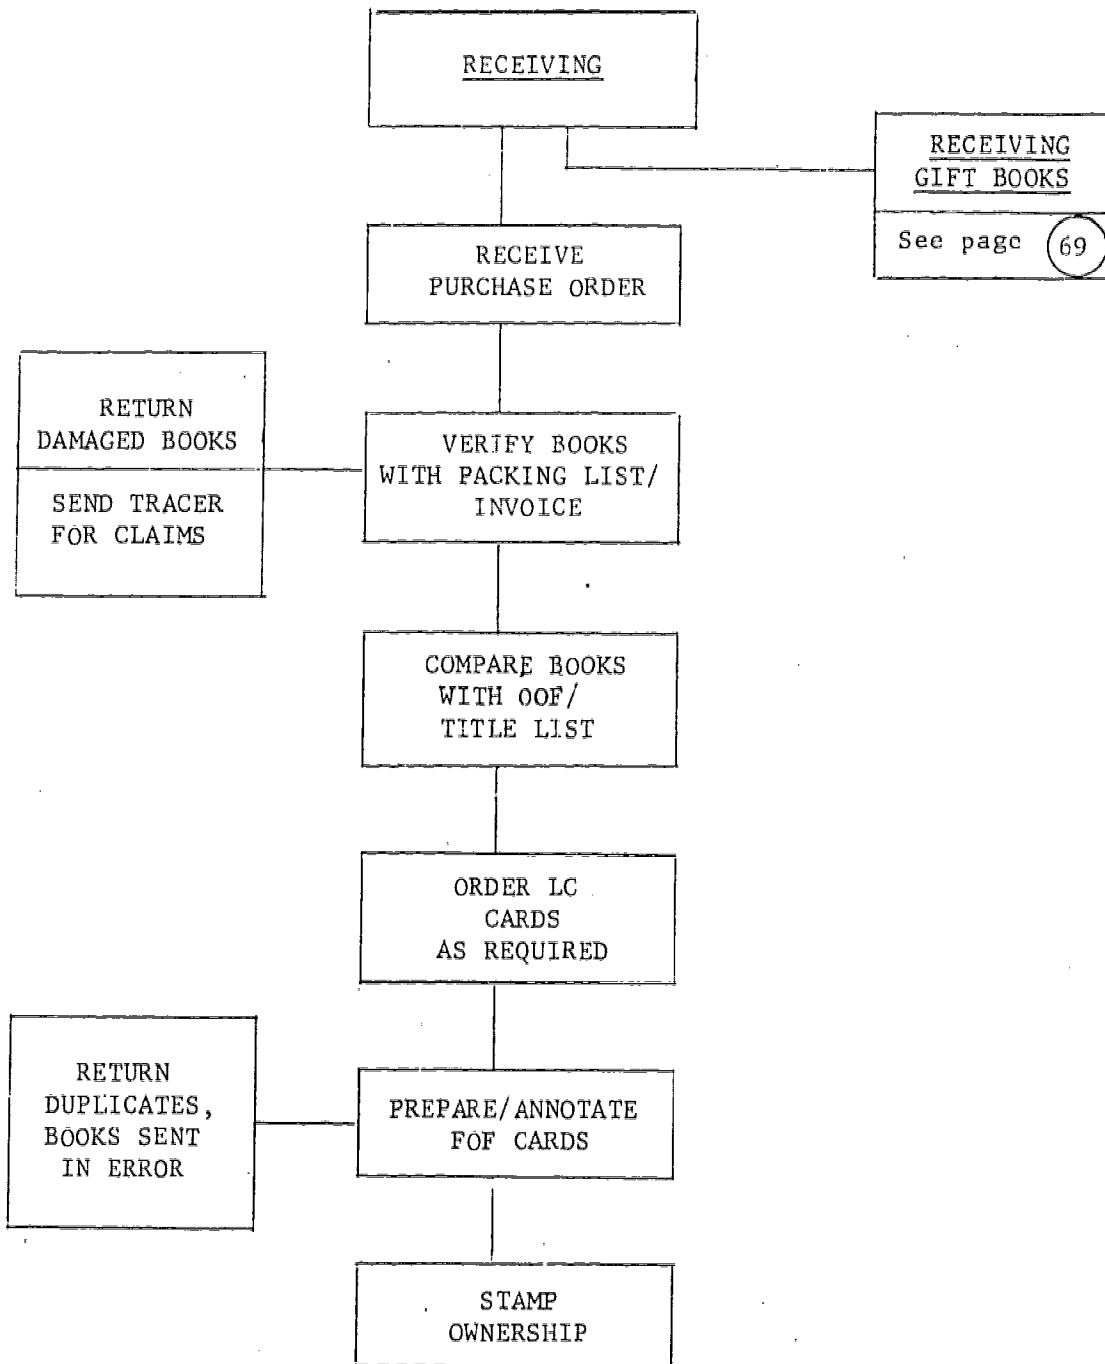 RECEIVING
RECEIVING
GIFT BOOKS
See page 69
RECEIVE
PURCHASE ORDER
RETURN
DAMAGED BOOKS
SEND TRACER
FOR CLAIMS
VERIFY BOOKS
WITH PACKING LIST/
INVOICE
COMPARE BOOKS
WITH OOF/
TITLE LIST
ORDER LC
CARDS
AS REQUIRED
RETURN
DUPLICATES,
BOOKS SENT
IN ERROR
PREPARE/ANNOTATE
FOF CARDS
STAMP
OWNERSHIP